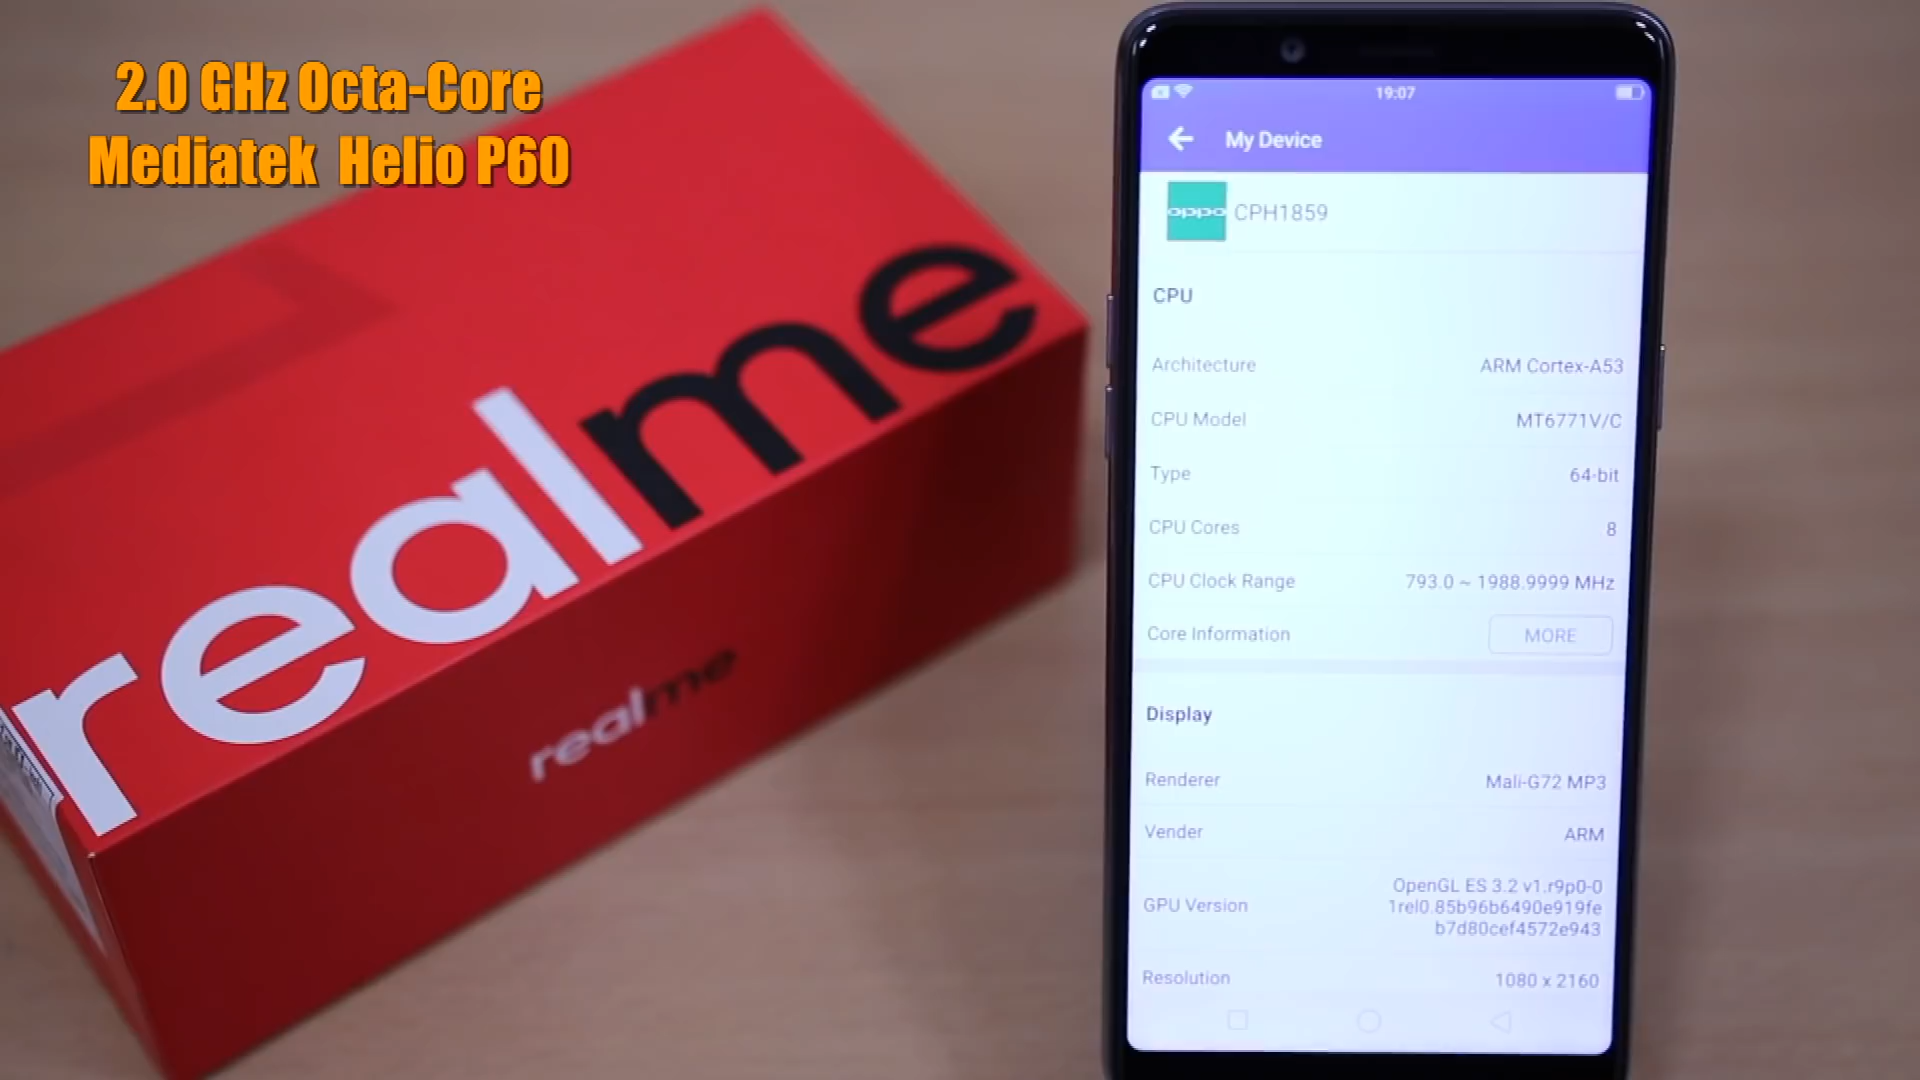 2.0 GHz Octa-Core
Mediatek Helio P60
realme
realme
19:07
My Device
oppo CPH1859
CPU
Architecture ARM Cortex-A53
CPU Model MT6771V/C
Type 64-bit
CPU Cores 8
CPU Clock Range 793.0 ~ 1988.9999 MHz
Core Information MORE
Display
Renderer Mali-G72 MP3
Vender ARM
GPU Version OpenGL ES 3.2 v1.r9p0-0
1rel0.85b96b6490e919fe
b7d80cef4572e943
Resolution 1080 x 2160